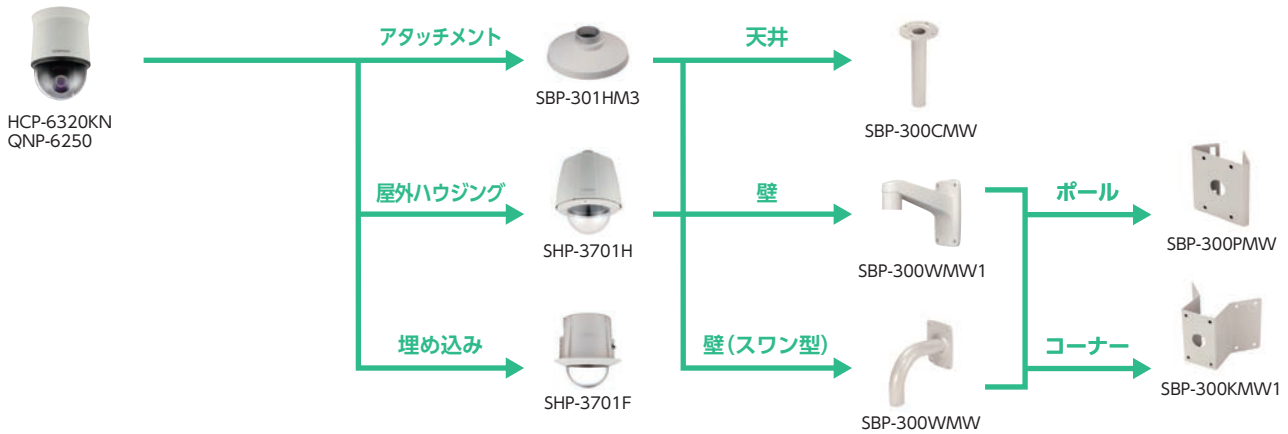 HCP-6320KN
QNP-6250
アタッチメント
SBP-301HM3
天井
SBP-300CMW
屋外ハウジング
SHP-3701H
壁
SBP-300WMW1
ポール
SBP-300PMW
埋め込み
SHP-3701F
壁（スワン型）
SBP-300WMW
コーナー
SBP-300KMW1